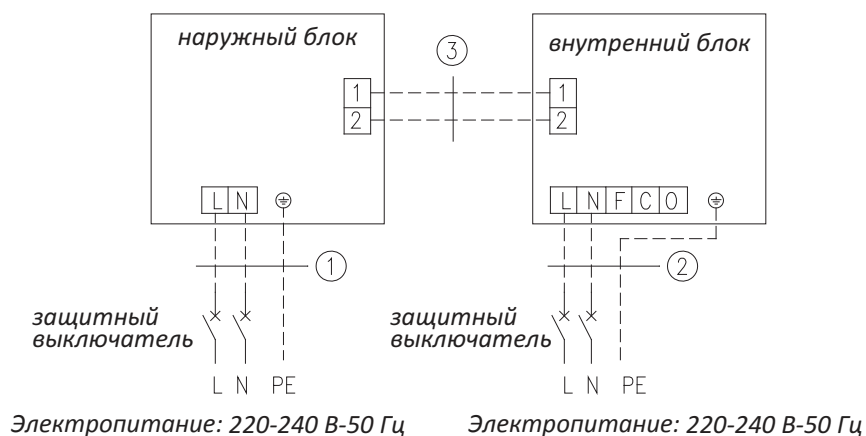 наружный блок
внутренний блок
3
1
2
1
2
L N
L N F C O
1
2
защитный
выключатель
защитный
выключатель
L N PE
L N PE
Электропитание: 220-240 В-50 Гц
Электропитание: 220-240 В-50 Гц